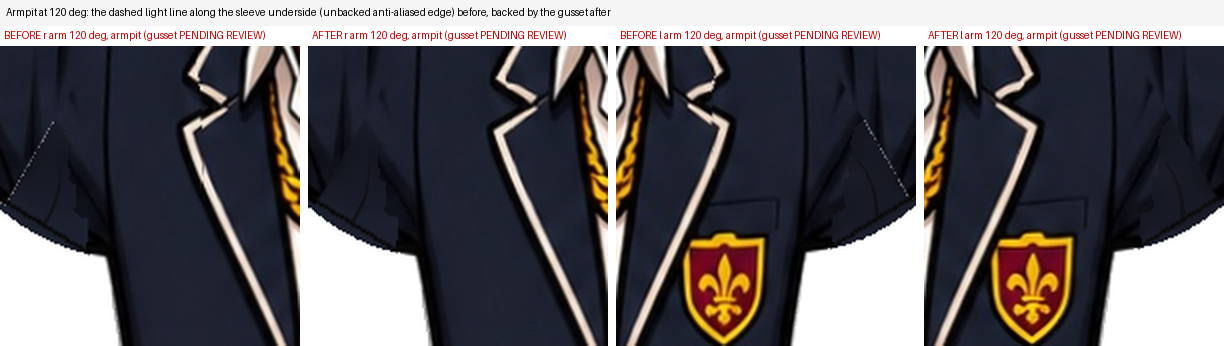 Armpit at 120 deg: the dashed light line along the sleeve underside (unbacked anti-aliased edge) before, backed by the gusset after
BEFORE r arm 120 deg, armpit (gusset PENDING REVIEW)
AFTER r arm 120 deg, armpit (gusset PENDING REVIEW)
BEFORE l arm 120 deg, armpit (gusset PENDING REVIEW)
AFTER l arm 120 deg, armpit (gusset PENDING REVIEW)